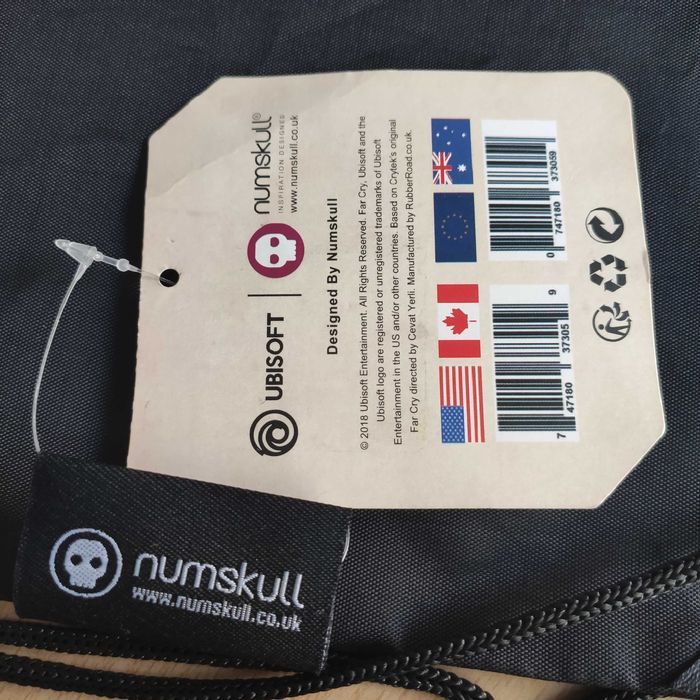 UBISOFT
numskull®
INSPIRATION DESIGNED
www.numskull.co.uk
Designed By Numskull
© 2018 Ubisoft Entertainment. All Rights Reserved. Far Cry, Ubisoft and the
Ubisoft logo are registered or unregistered trademarks of Ubisoft
Entertainment in the US and/or other countries. Based on Crytek's original
Far Cry directed by Cevat Yerli. Manufactured by RubberRoad.co.uk.
7 47180 37305 9
0 747180 373059
numskull
www.numskull.co.uk